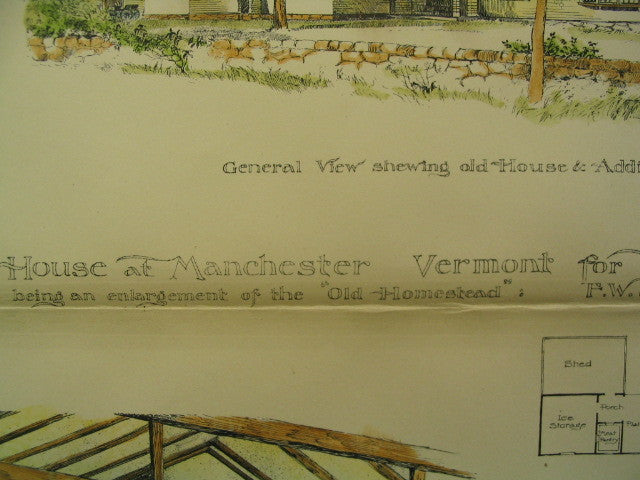 General View shewing old House & Addi
House at Manchester Vermont for
being an enlargement of the "Old Homestead": F.W.
Shed
Ice
Storage
Porch
Pantry